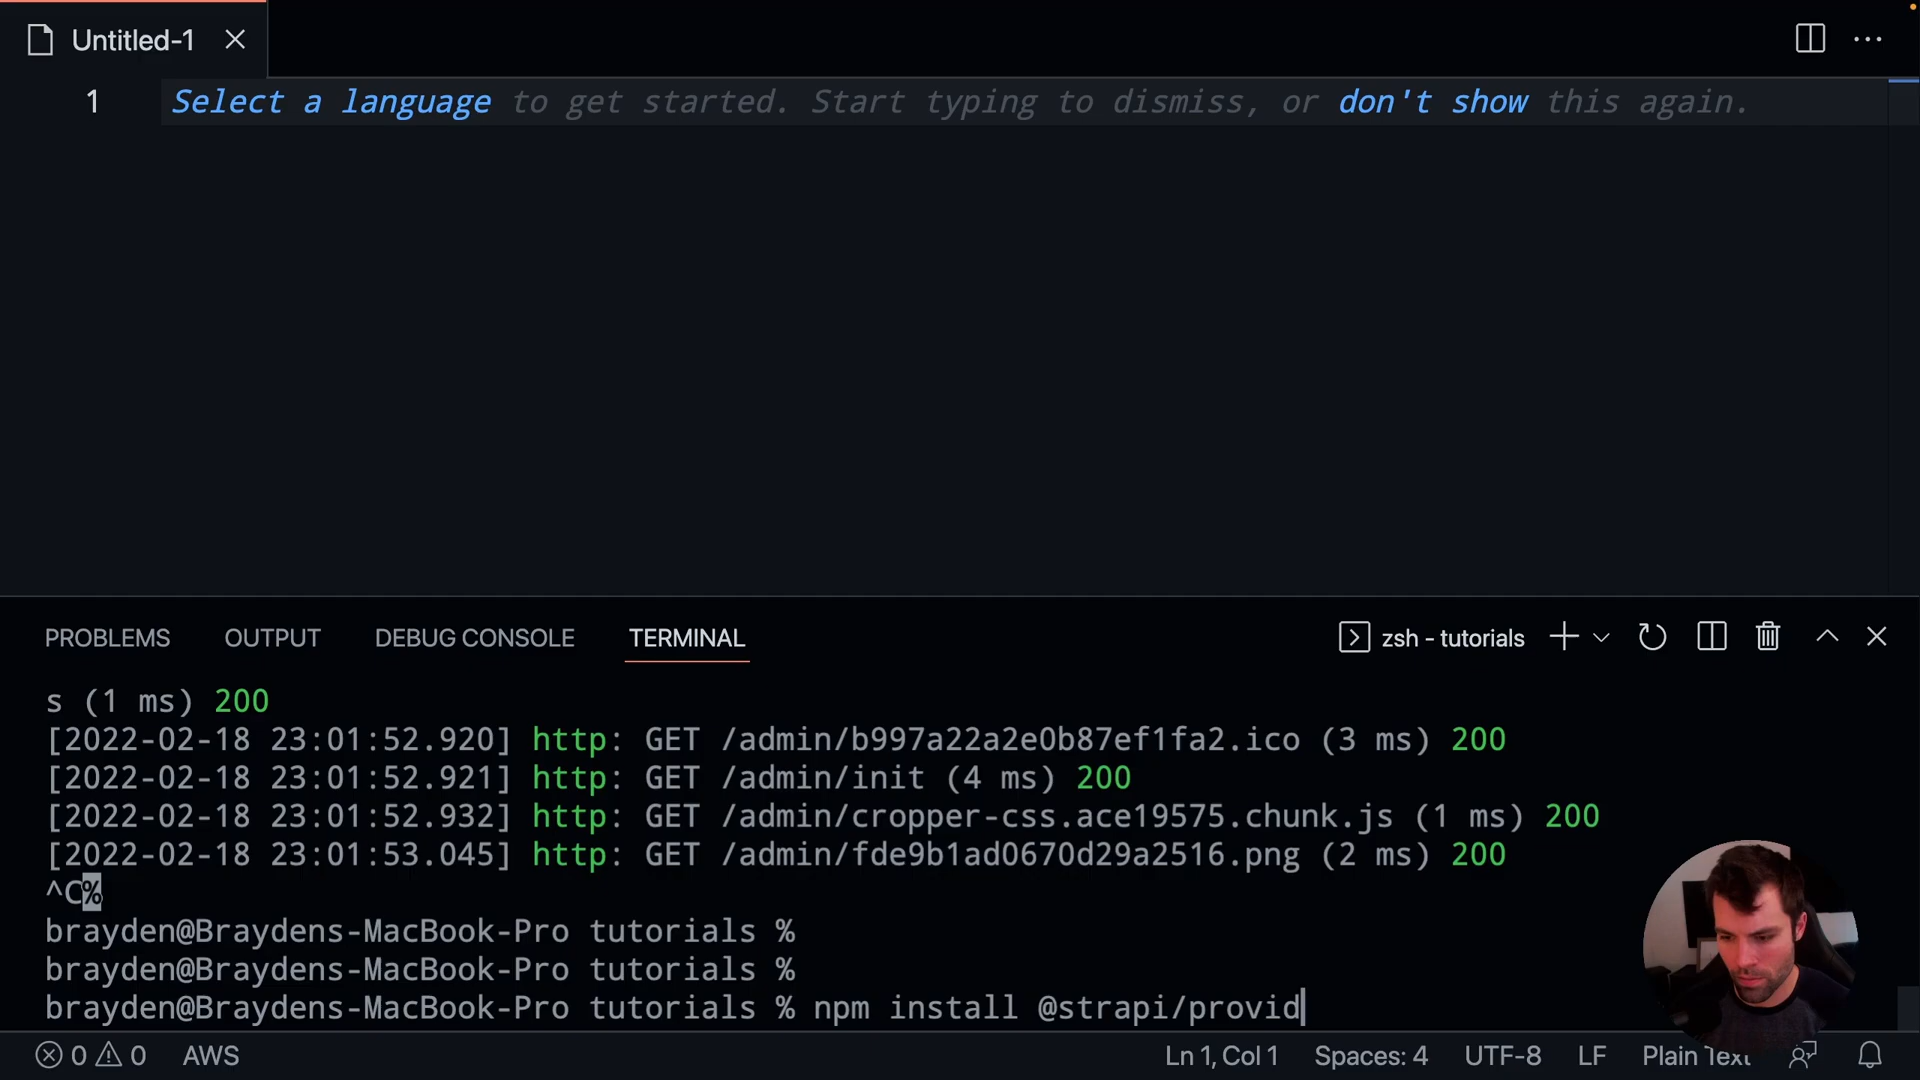 Untitled-1
1 Select a language to get started. Start typing to dismiss, or don't show this again.
PROBLEMS OUTPUT DEBUG CONSOLE TERMINAL zsh - tutorials
s (1 ms) 200
[2022-02-18 23:01:52.920] http: GET /admin/b997a22a2e0b87ef1fa2.ico (3 ms) 200
[2022-02-18 23:01:52.921] http: GET /admin/init (4 ms) 200
[2022-02-18 23:01:52.932] http: GET /admin/cropper-css.ace19575.chunk.js (1 ms) 200
[2022-02-18 23:01:53.045] http: GET /admin/fde9b1ad0670d29a2516.png (2 ms) 200
^C%
brayden@Braydens-MacBook-Pro tutorials %
brayden@Braydens-MacBook-Pro tutorials %
brayden@Braydens-MacBook-Pro tutorials % npm install @strapi/provid
0 0 AWS Ln 1, Col 1 Spaces: 4 UTF-8 LF Plain Text